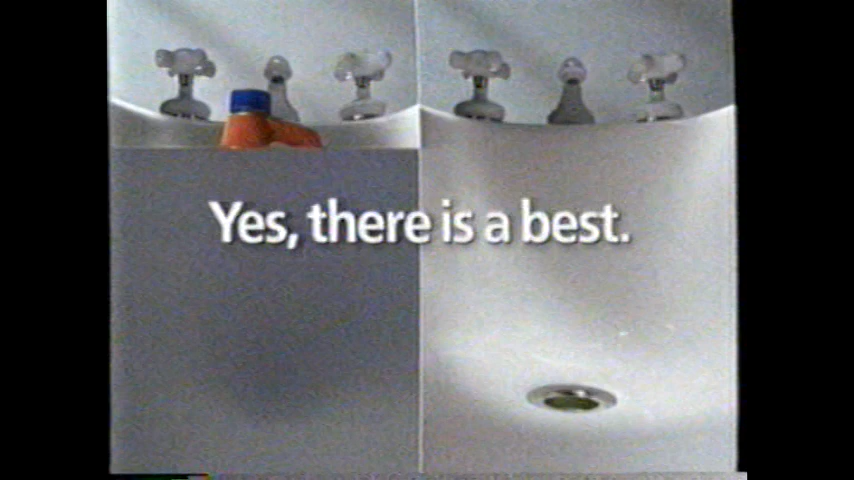 Yes, there is a best.